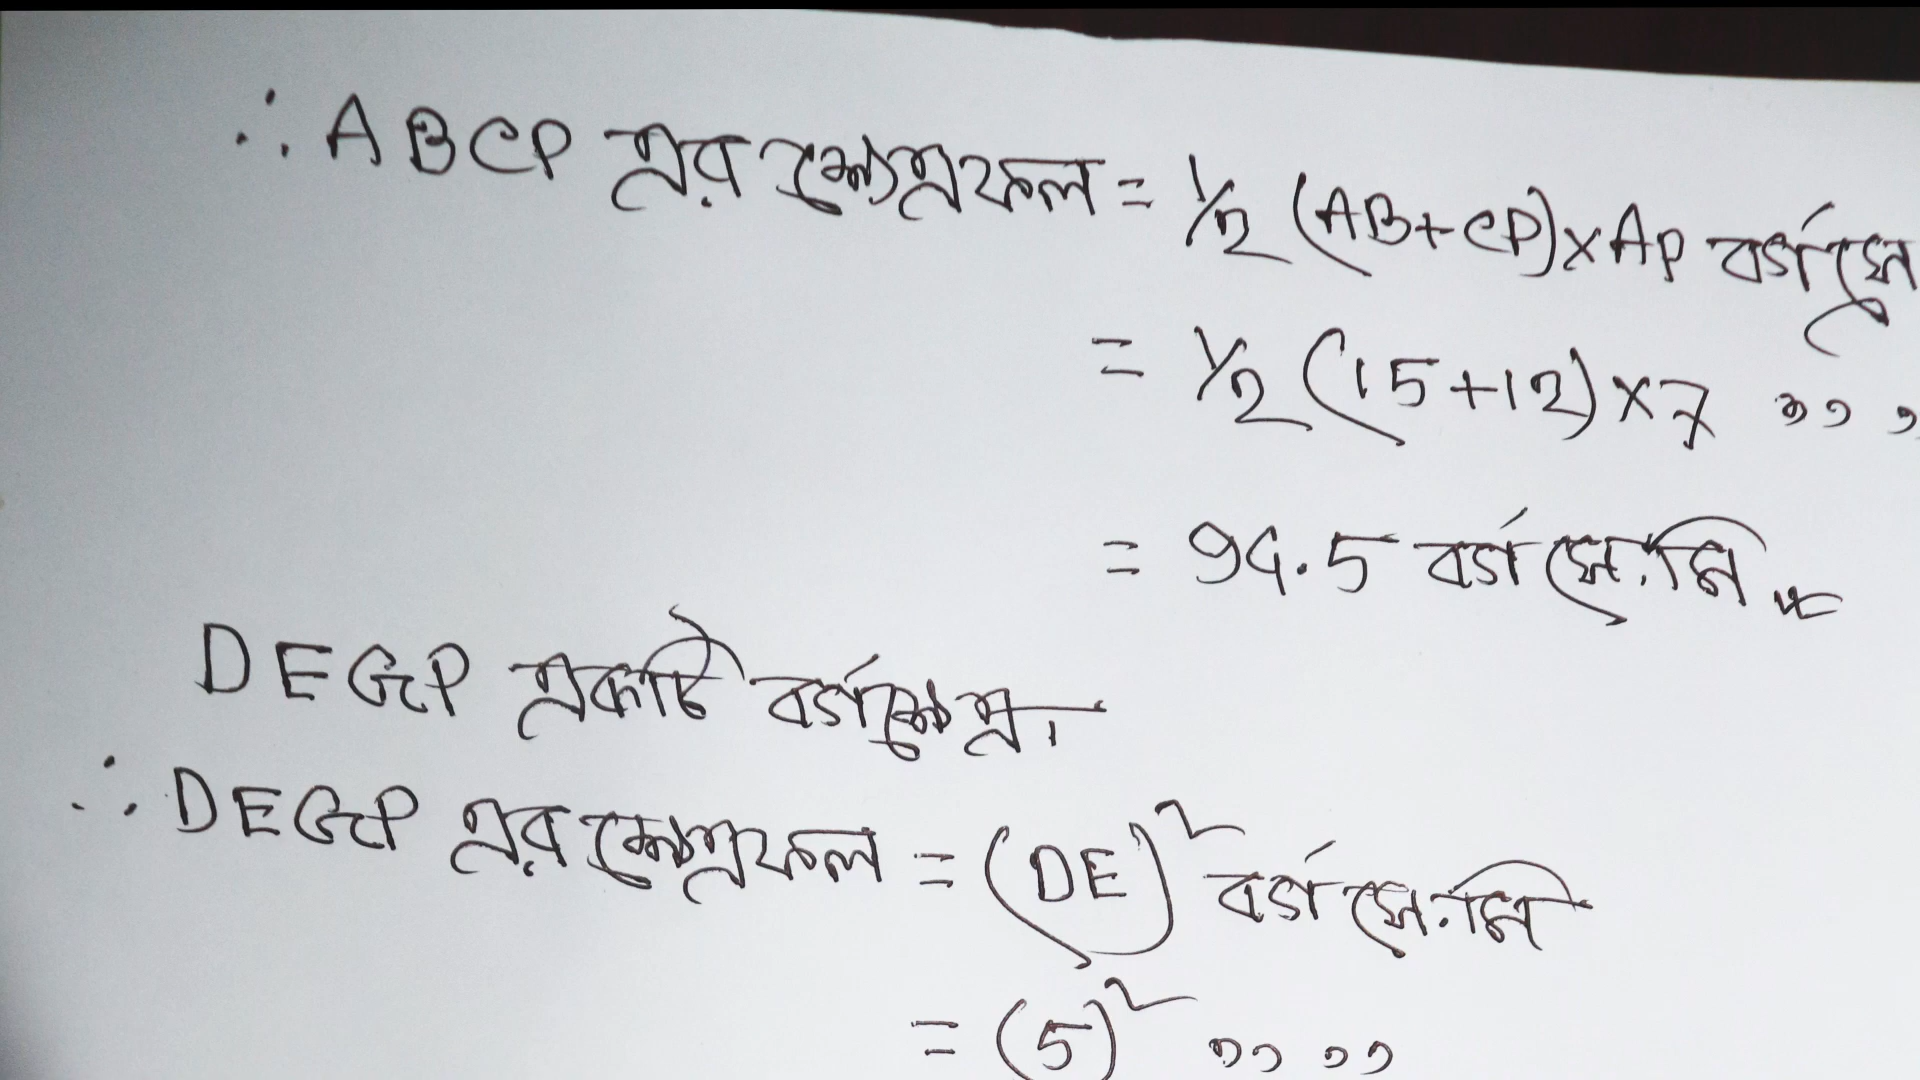 ∴ ABCP এর ক্ষেত্রফল = 1/2 (AB+CP)×AP বর্গ সে
= 1/2 (15+12)×7 ,, ,,
= 94.5 বর্গ সে.মি
DEGP একটি বর্গক্ষেত্র।
∴ DEGP এর ক্ষেত্রফল = (DE)² বর্গ সে.মি
= (5)² ,, ,,